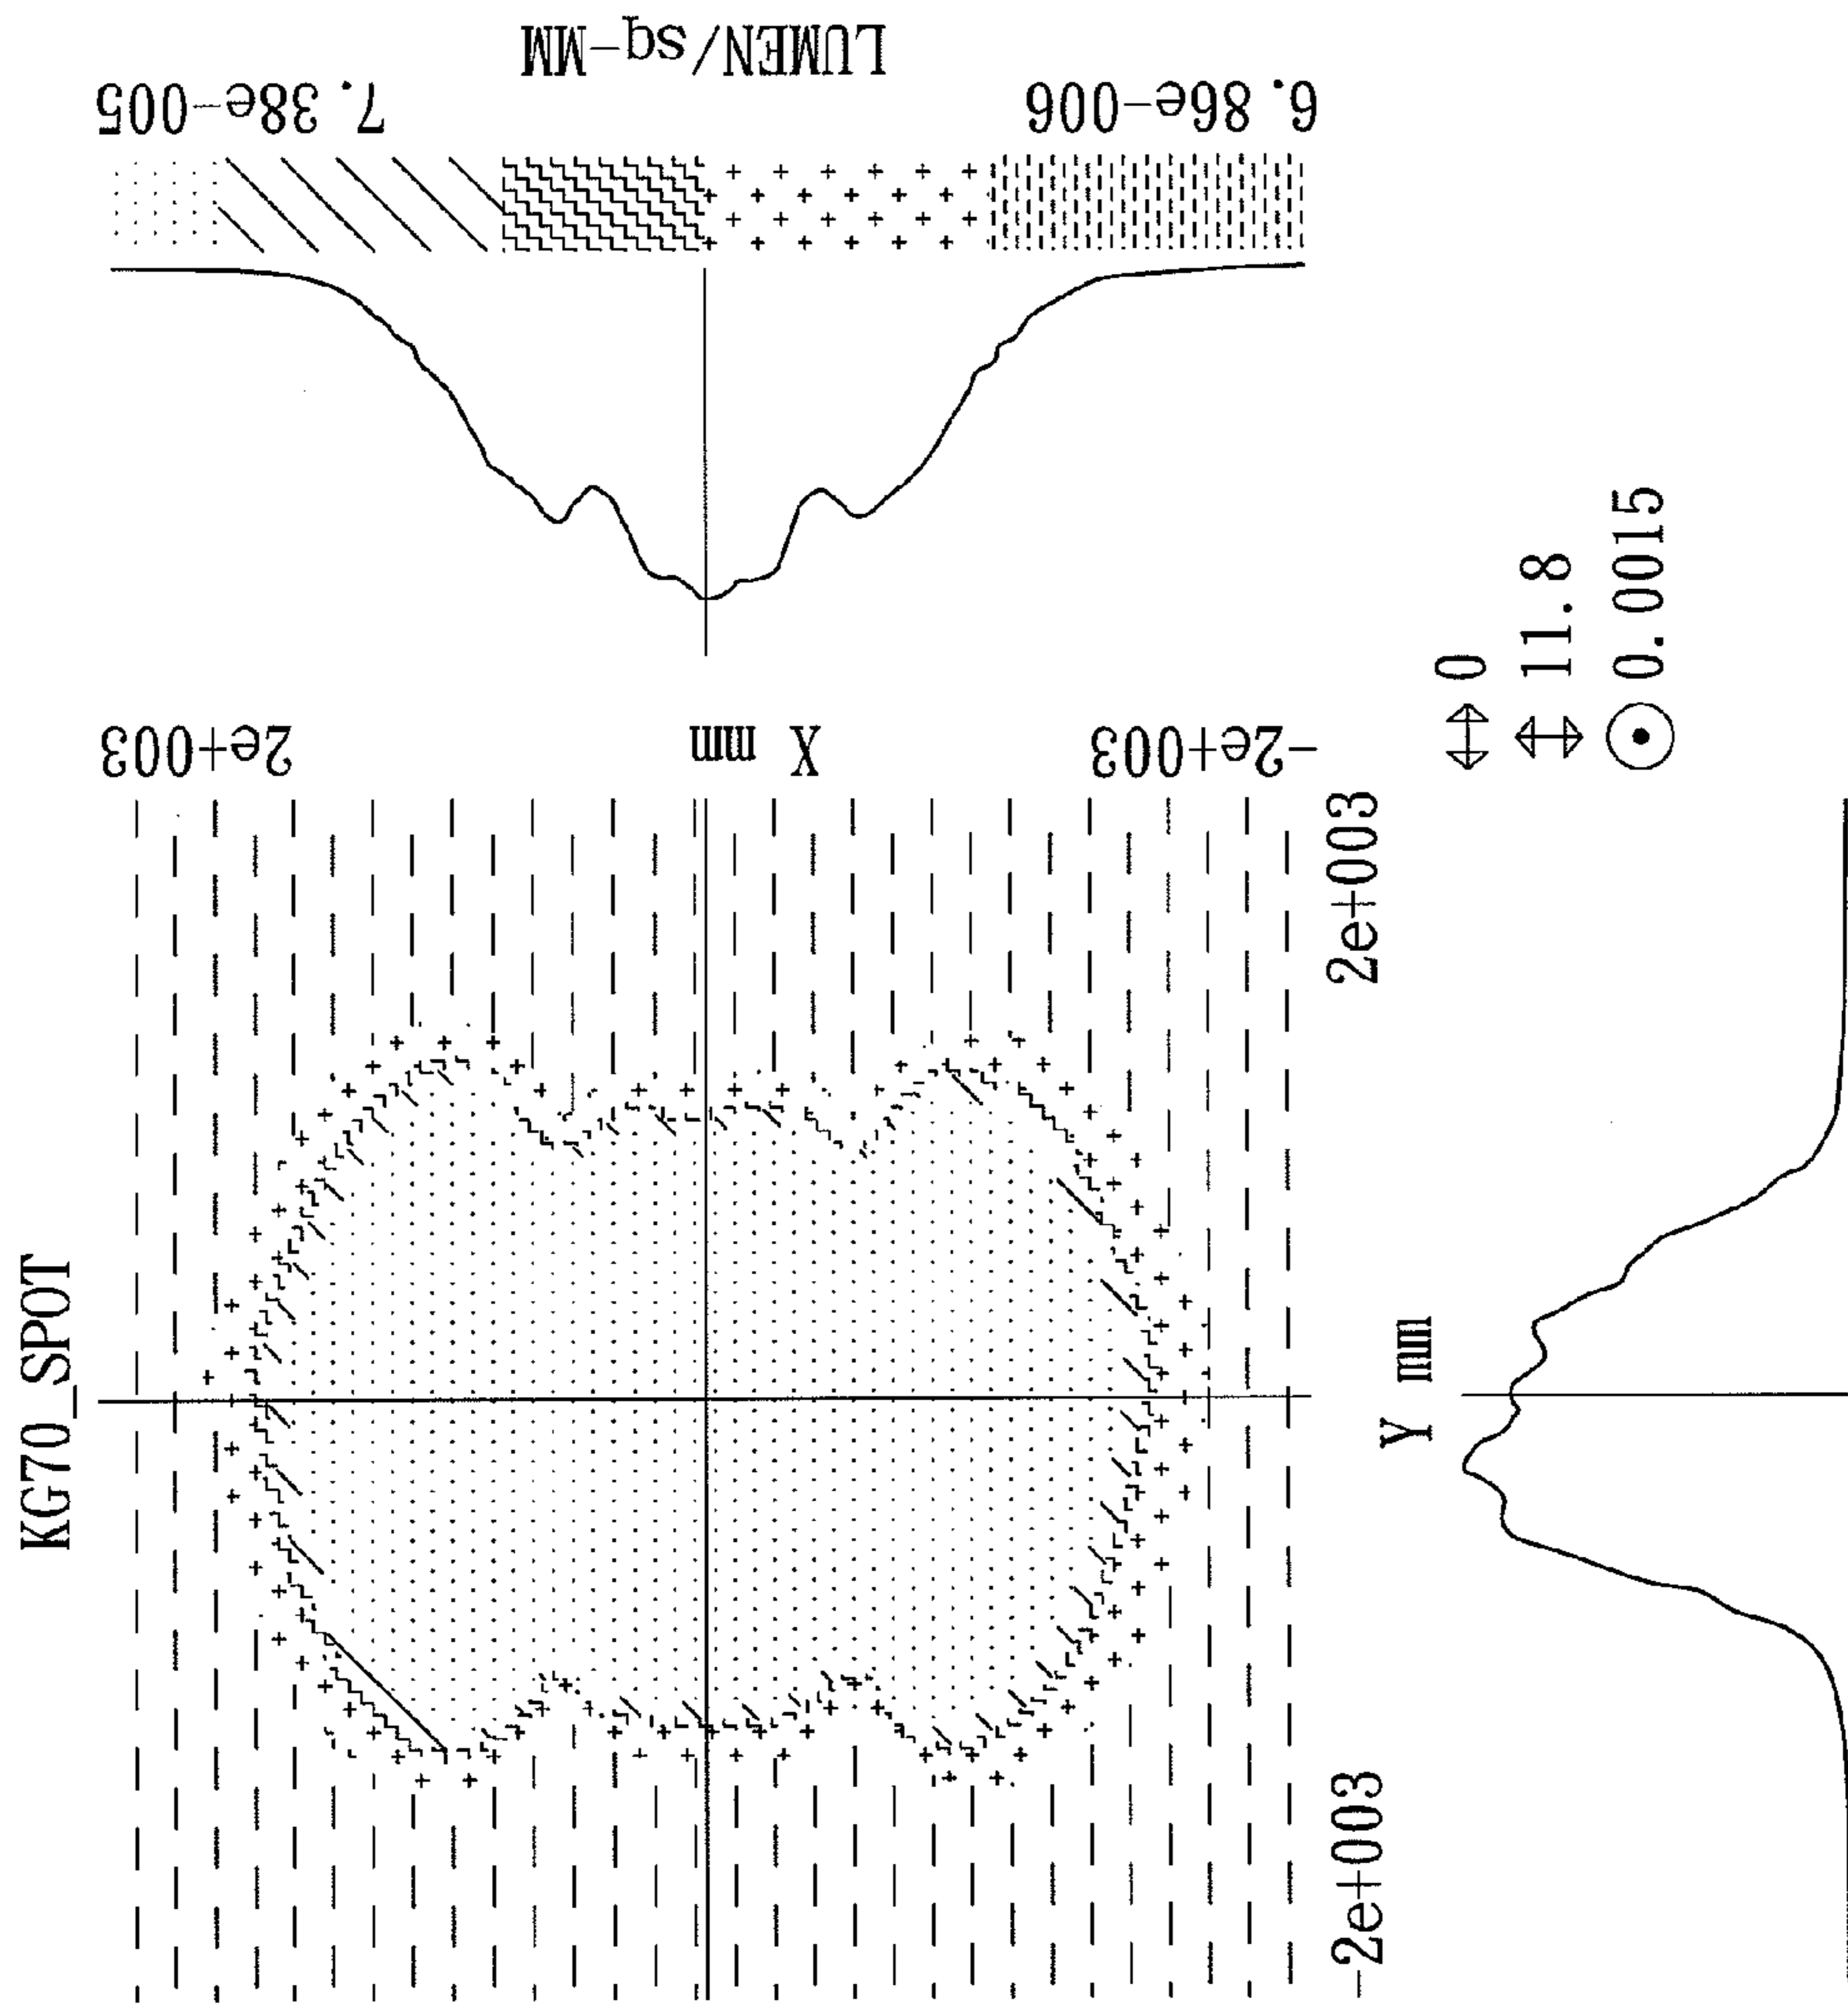 KG70_SPOT
7.38e-005
LUMEN/sq-MM
6.86e-006
2e+003
X mm
-2e+003
-2e+003
Y mm
2e+003
0
11.8
0.0015